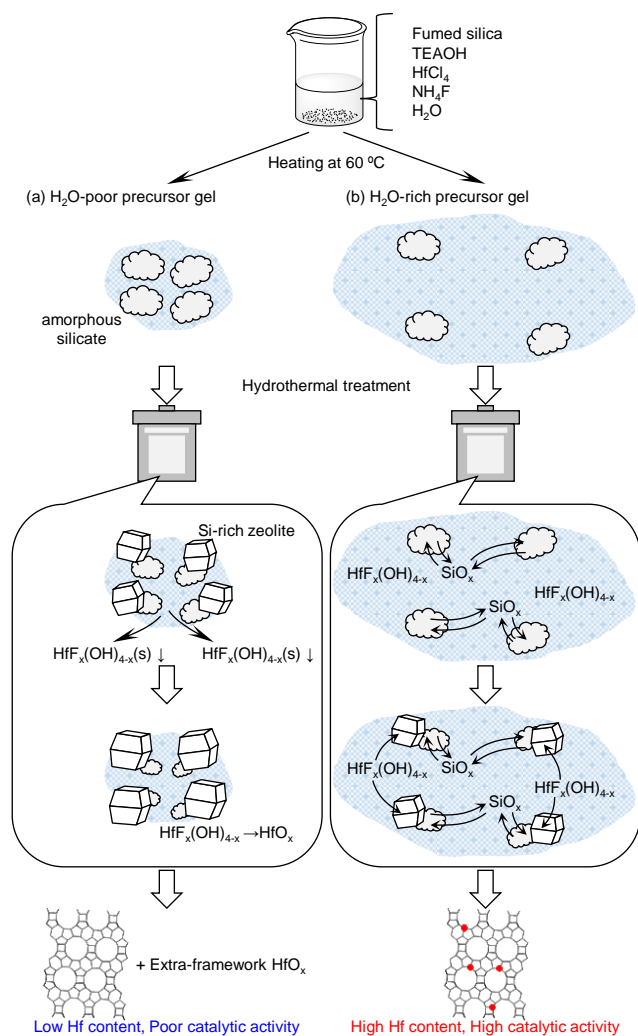 Fumed silica
TEAOH
HfCl₄
NH₄F
H₂O
Heating at 60 ºC
(a) H₂O-poor precursor gel
(b) H₂O-rich precursor gel
amorphous
silicate
Hydrothermal treatment
Si-rich zeolite
HfFₓ(OH)₄₋ₓ(s) ↓
HfFₓ(OH)₄₋ₓ(s) ↓
HfFₓ(OH)₄₋ₓ→HfOₓ
HfFₓ(OH)₄₋ₓ
SiOₓ
HfFₓ(OH)₄₋ₓ
SiOₓ
HfFₓ(OH)₄₋ₓ
SiOₓ
HfFₓ(OH)₄₋ₓ
SiOₓ
+ Extra-framework HfOₓ
Low Hf content, Poor catalytic activity
High Hf content, High catalytic activity